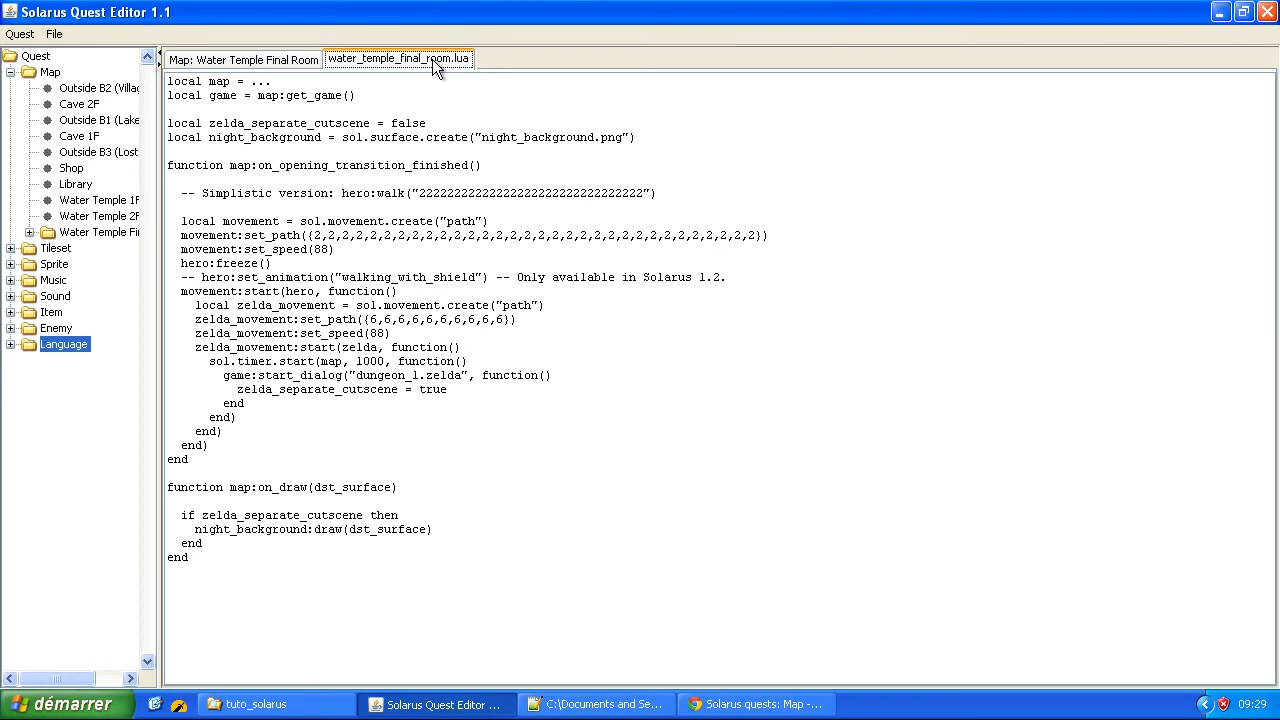 Solarus Quest Editor 1.1
Quest File
Quest
Map
Outside B2 (Villag
Cave 2F
Outside B1 (Lake
Cave 1F
Outside B3 (Lost
Shop
Library
Water Temple 1F
Water Temple 2F
Water Temple Fi
Tileset
Sprite
Music
Sound
Item
Enemy
Language
Map: Water Temple Final Room
water_temple_final_room.lua
local map = ...
local game = map:get_game()
local zelda_separate_cutscene = false
local night_background = sol.surface.create("night_background.png")
function map:on_opening_transition_finished()
-- Simplistic version: hero:walk("22222222222222222222222222222222")
local movement = sol.movement.create("path")
movement:set_path({2,2,2,2,2,2,2,2,2,2,2,2,2,2,2,2,2,2,2,2,2,2,2,2,2,2,2,2,2,2,2,2})
movement:set_speed(88)
hero:freeze()
-- hero:set_animation("walking_with_shield") -- Only available in Solarus 1.2.
movement:start(hero, function()
local zelda_movement = sol.movement.create("path")
zelda_movement:set_path({6,6,6,6,6,6,6,6,6,6})
zelda_movement:set_speed(88)
zelda_movement:start(zelda, function()
sol.timer.start(map, 1000, function()
game:start_dialog("dungeon_1.zelda", function()
zelda_separate_cutscene = true
end
end)
end)
end)
end
function map:on_draw(dst_surface)
if zelda_separate_cutscene then
night_background:draw(dst_surface)
end
end
démarrer
tuto_solarus
Solarus Quest Editor ...
C:\Documents and Se...
Solarus quests: Map -...
09:29